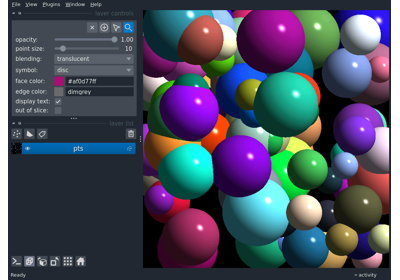 File View Plugins Window Help
layer controls
opacity: 1.00
point size: 10
blending: translucent
symbol: disc
face color: #af0d77ff
edge color: dimgrey
display text: ✓
out of slice:
layer list
pts
activity